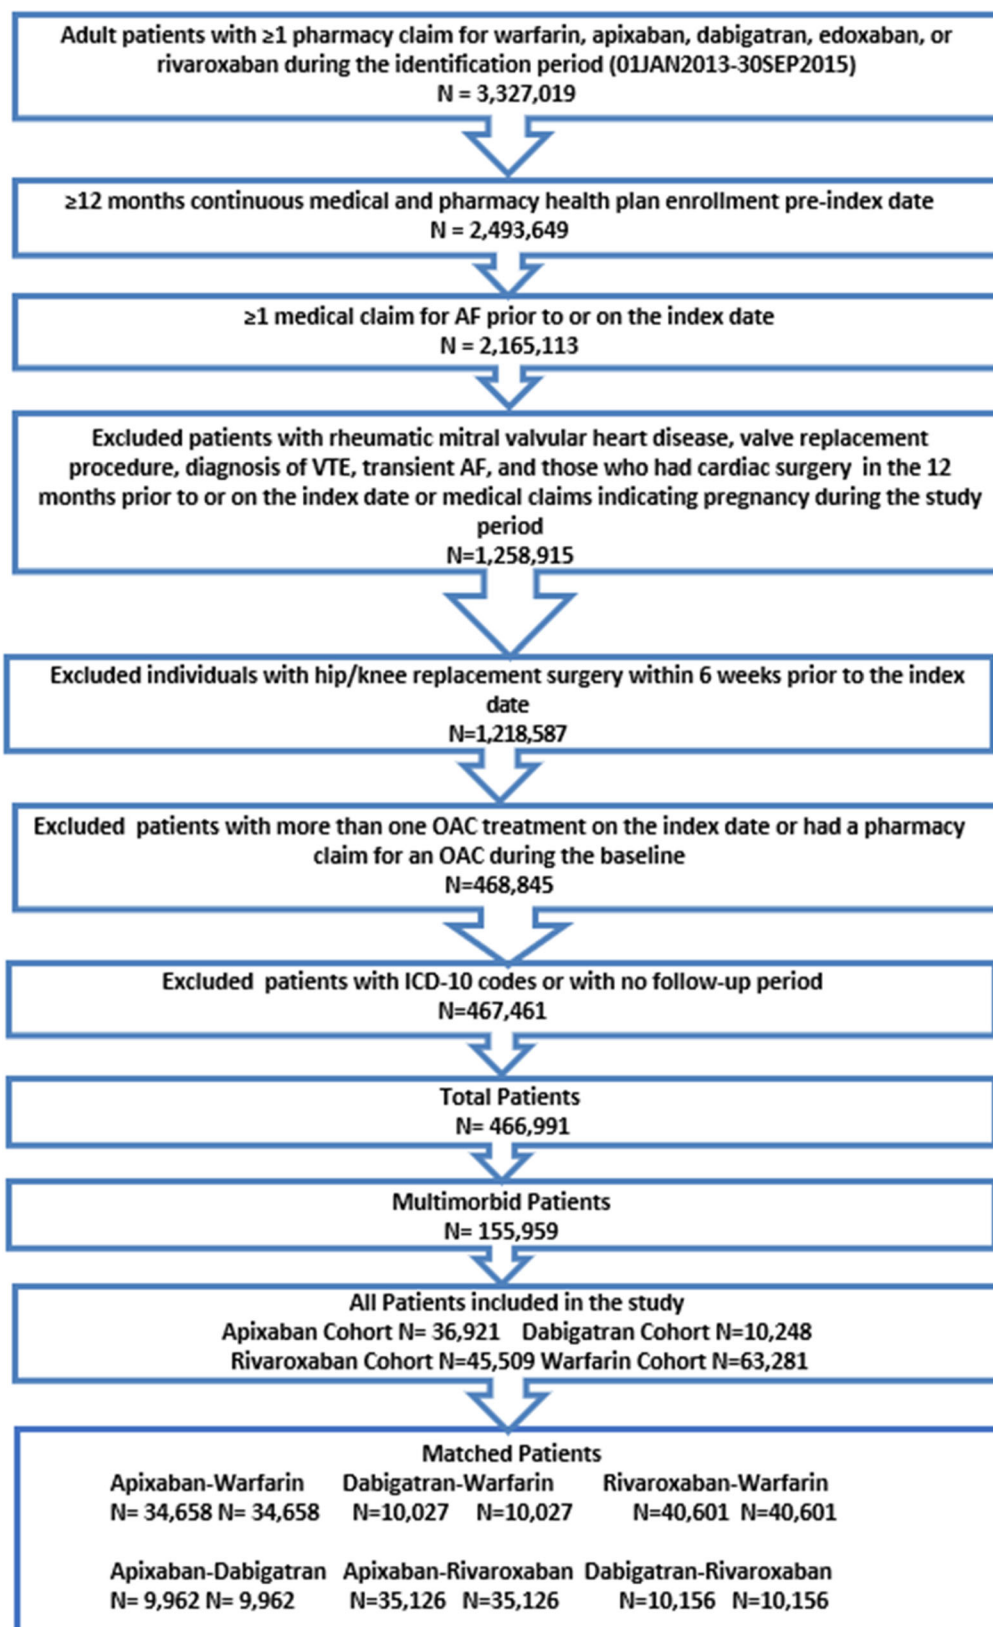 Adult patients with ≥1 pharmacy claim for warfarin, apixaban, dabigatran, edoxaban, or
rivaroxaban during the identification period (01JAN2013-30SEP2015)
N = 3,327,019
≥12 months continuous medical and pharmacy health plan enrollment pre-index date
N = 2,493,649
≥1 medical claim for AF prior to or on the index date
N = 2,165,113
Excluded patients with rheumatic mitral valvular heart disease, valve replacement
procedure, diagnosis of VTE, transient AF, and those who had cardiac surgery in the 12
months prior to or on the index date or medical claims indicating pregnancy during the study
period
N=1,258,915
Excluded individuals with hip/knee replacement surgery within 6 weeks prior to the index
date
N=1,218,587
Excluded patients with more than one OAC treatment on the index date or had a pharmacy
claim for an OAC during the baseline
N=468,845
Excluded patients with ICD-10 codes or with no follow-up period
N=467,461
Total Patients
N= 466,991
Multimorbid Patients
N= 155,959
All Patients included in the study
Apixaban Cohort N= 36,921 Dabigatran Cohort N=10,248
Rivaroxaban Cohort N=45,509 Warfarin Cohort N=63,281
Matched Patients
Apixaban-Warfarin Dabigatran-Warfarin Rivaroxaban-Warfarin
N= 34,658 N= 34,658 N=10,027 N=10,027 N=40,601 N=40,601
Apixaban-Dabigatran Apixaban-Rivaroxaban Dabigatran-Rivaroxaban
N= 9,962 N= 9,962 N=35,126 N=35,126 N=10,156 N=10,156